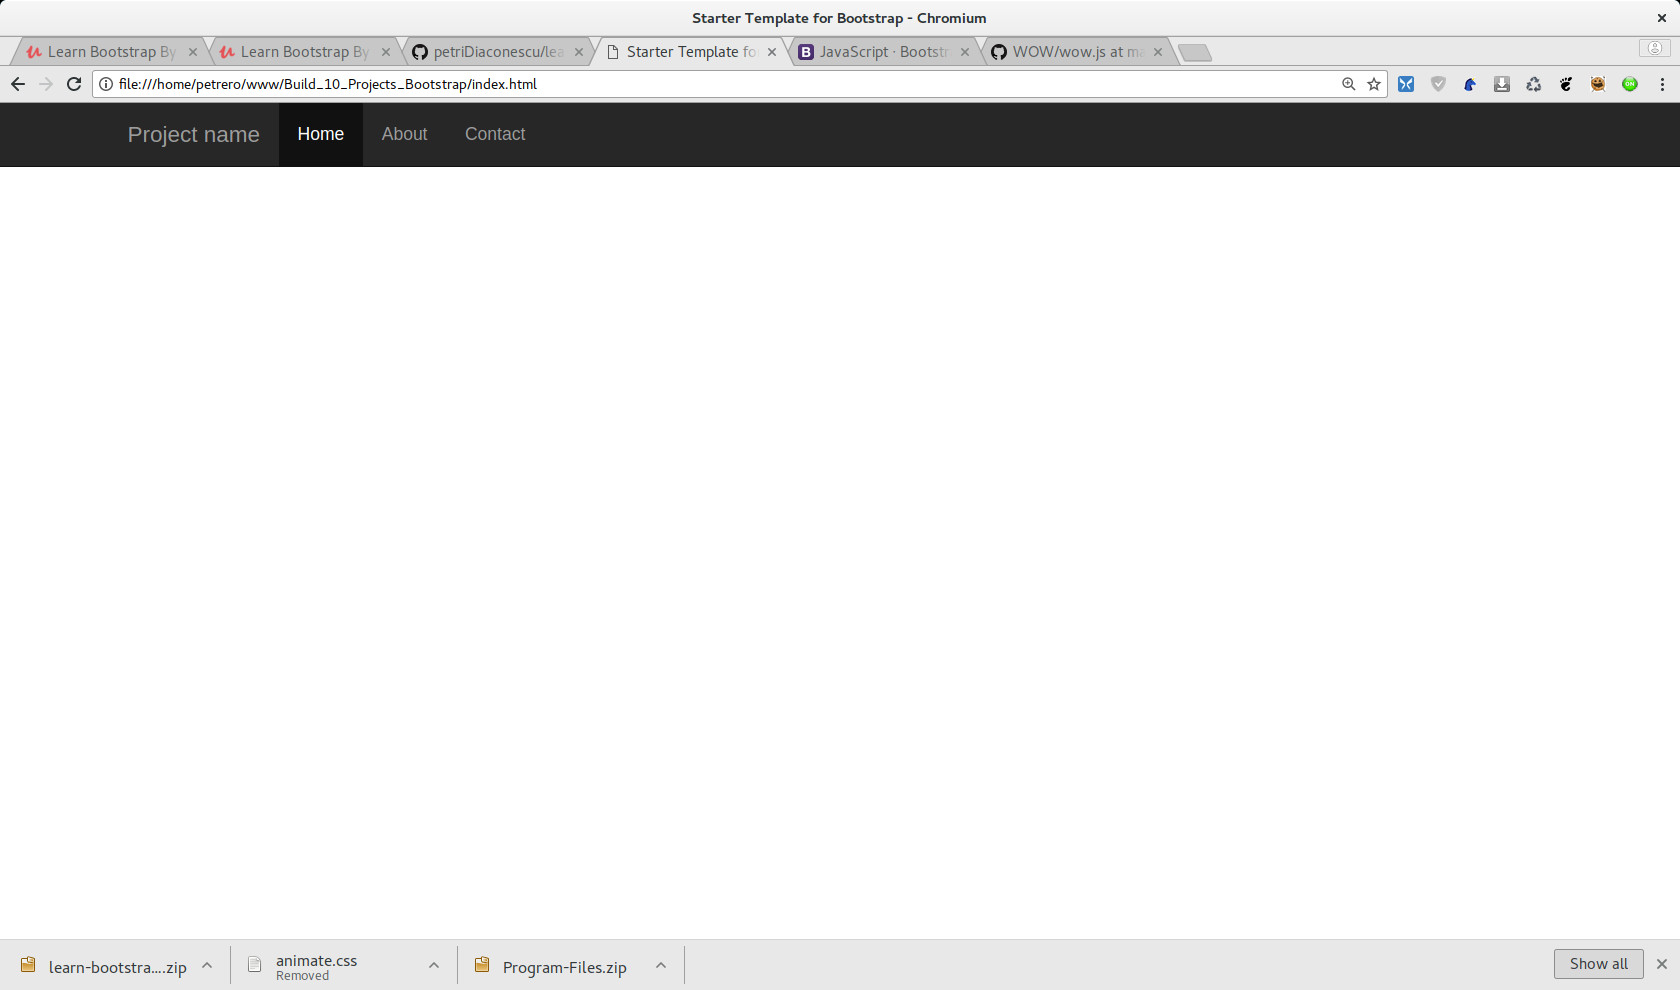 Starter Template for Bootstrap - Chromium
Learn Bootstrap By
Learn Bootstrap By
petriDiaconescu/lea
Starter Template fo
JavaScript · Bootstr
WOW/wow.js at ma
file:///home/petrero/www/Build_10_Projects_Bootstrap/index.html
ON
Project name
Home
About
Contact
learn-bootstra....zip
animate.css
Removed
Program-Files.zip
Show all